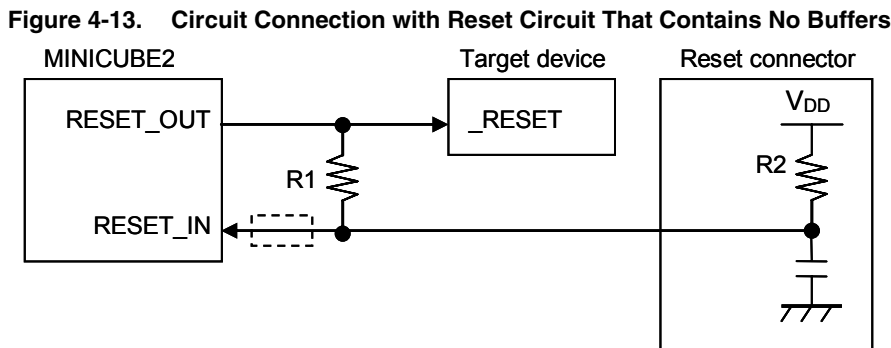 Figure 4-13. Circuit Connection with Reset Circuit That Contains No Buffers
MINICUBE2
Target device
Reset connector
RESET_OUT
_RESET
VDD
R1
R2
RESET_IN